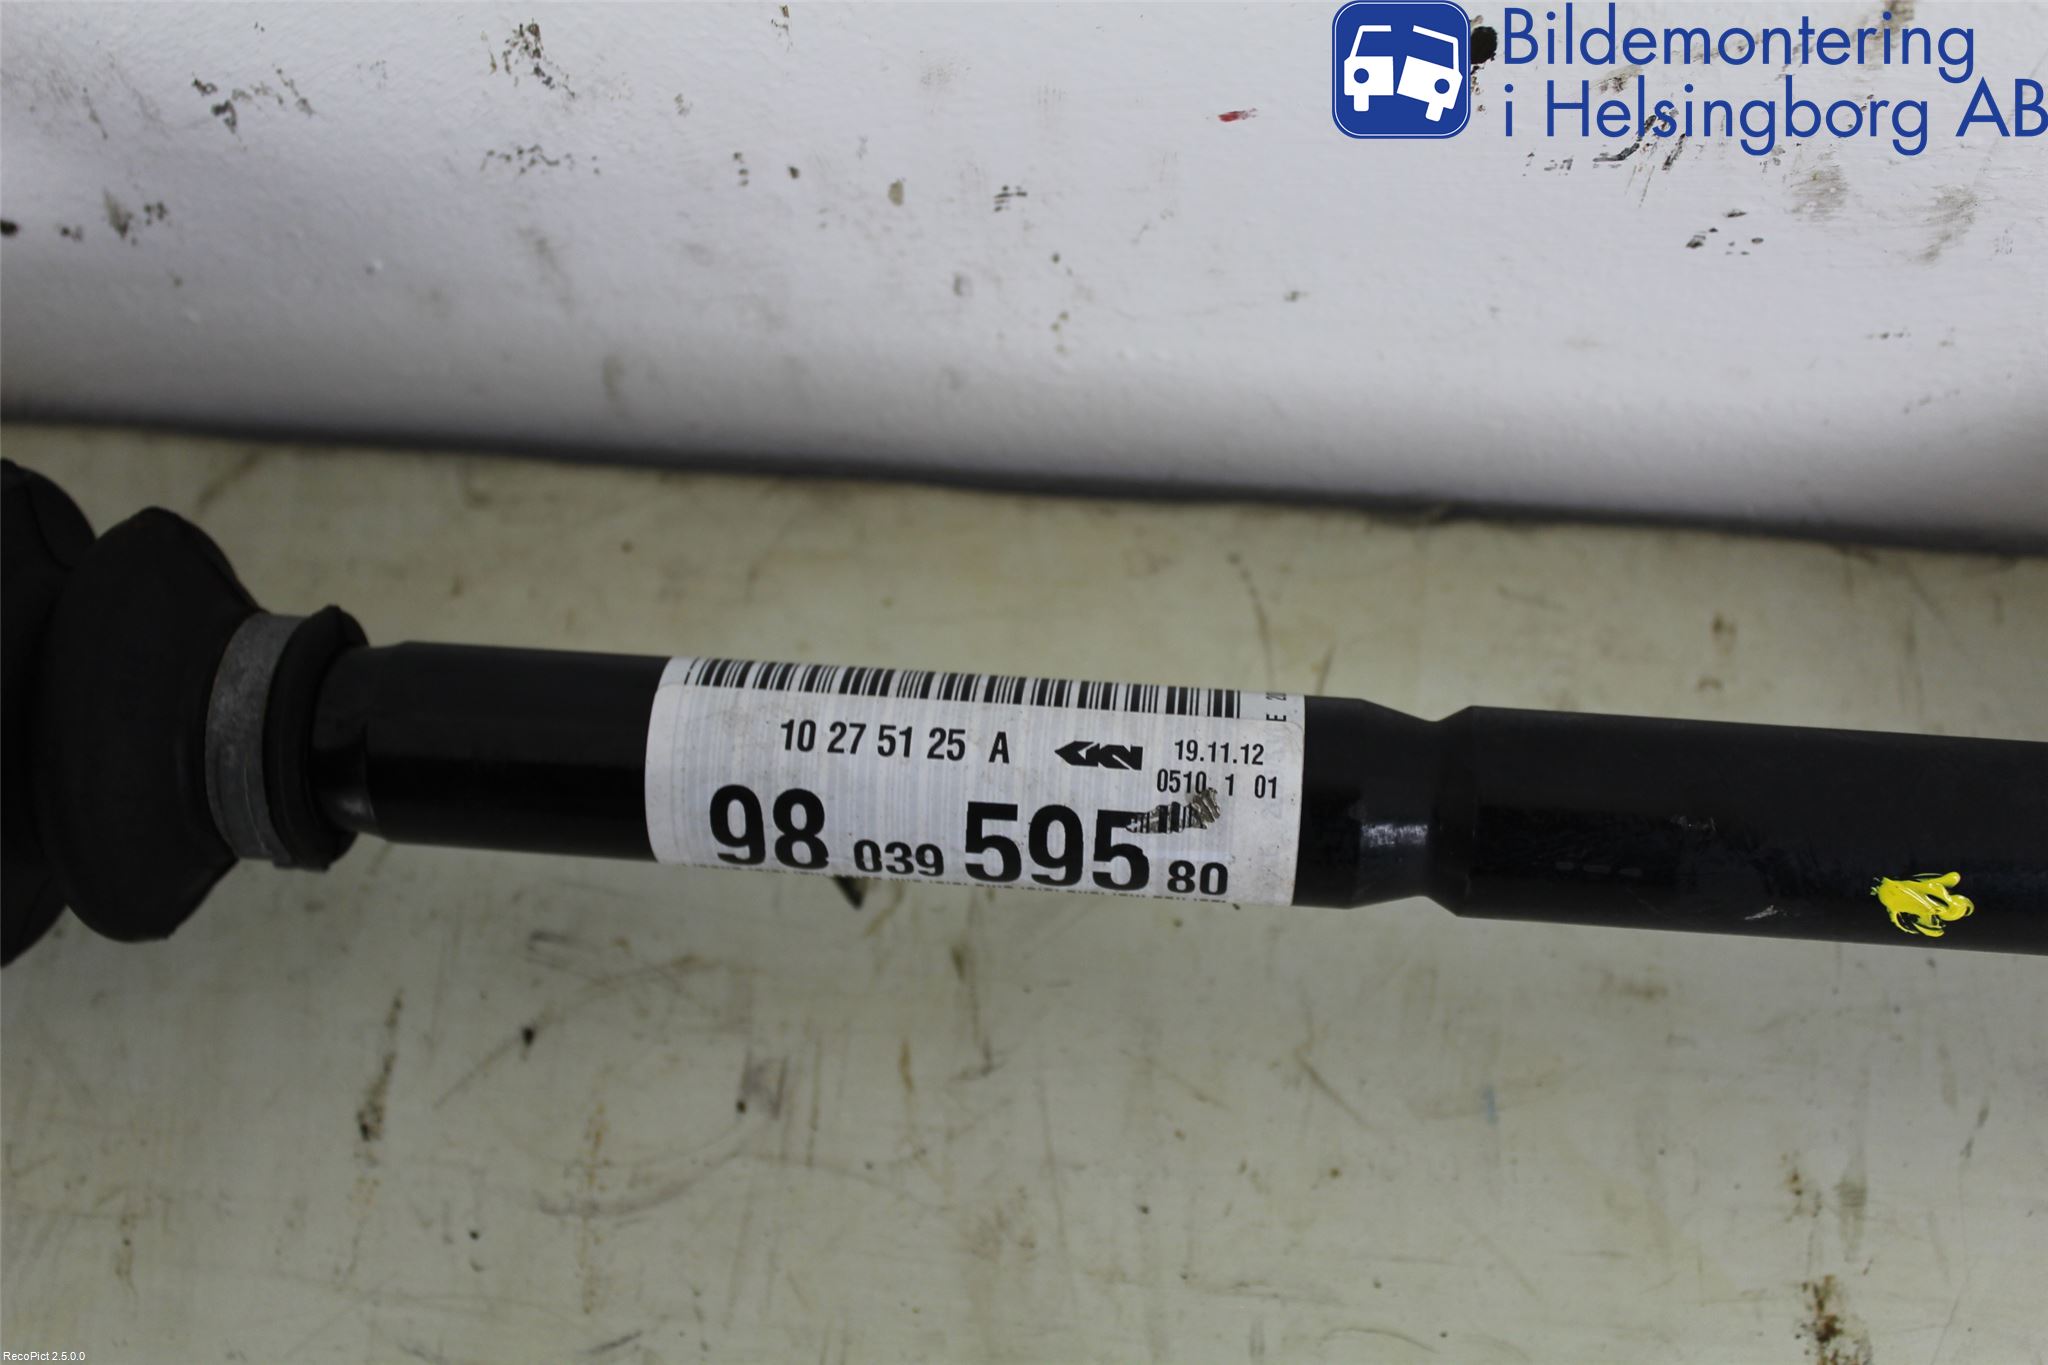 Bildemontering
i Helsingborg AB
10 27 51 25 A GKN 19.11.12
0510 1 01
98 039 595 80
RecoPict 2.5.0.0